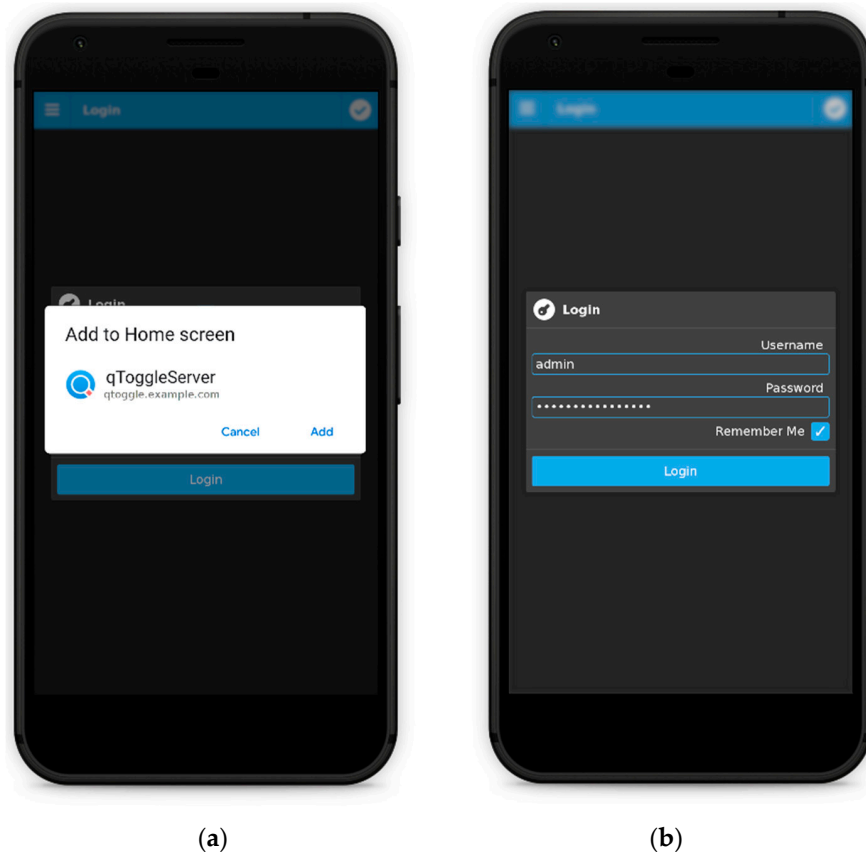 Login
Login
Add to Home screen
qToggleServer
qtoggle.example.com
Cancel Add
Login
(a)
Login
Login
Username
admin
Password
••••••••••••••••
Remember Me
Login
(b)